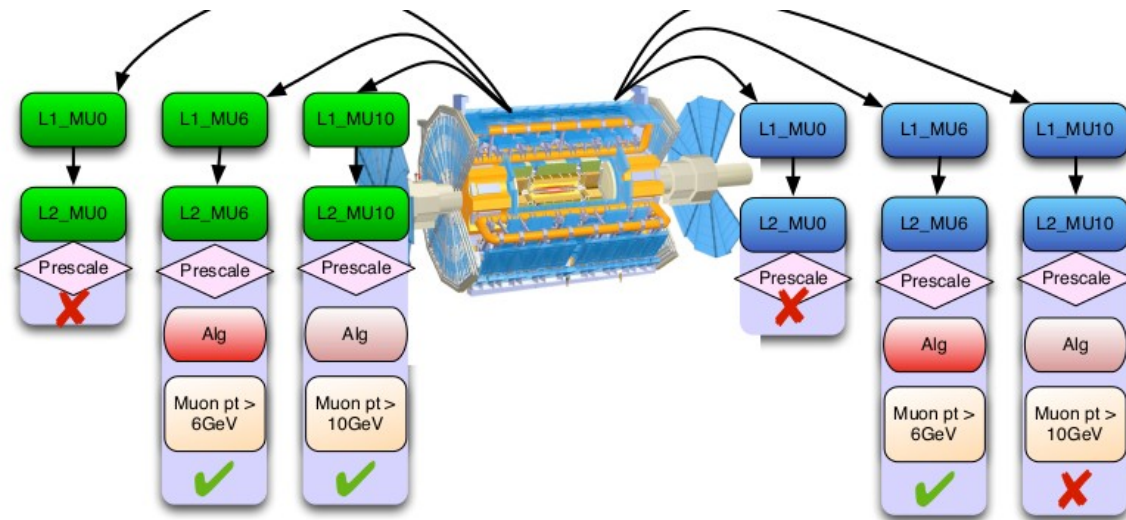 L1_MU0
L1_MU6
L1_MU10
L1_MU0
L1_MU6
L1_MU10
L2_MU0
L2_MU6
L2_MU10
L2_MU0
L2_MU6
L2_MU10
Prescale
Prescale
Prescale
Prescale
Prescale
Prescale
Alg
Alg
Alg
Alg
Muon pt >
6GeV
Muon pt >
10GeV
Muon pt >
6GeV
Muon pt >
10GeV